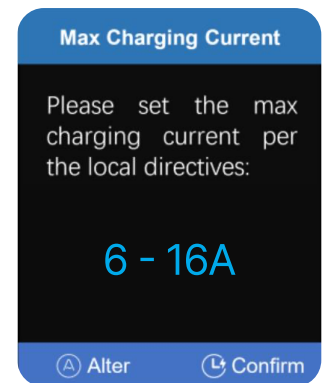 Max Charging Current
Please set the max
charging current per
the local directives:
6 - 16A
A Alter
Confirm